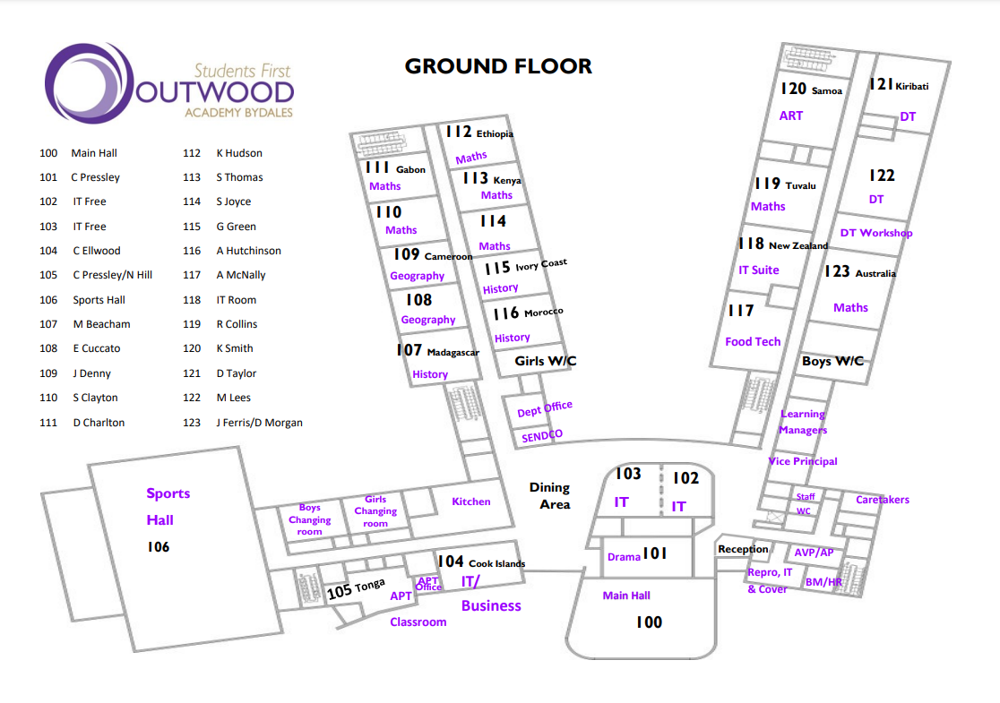 GROUND FLOOR
Students First
OUTWOOD
ACADEMY BYDALES
100 Main Hall
101 C Pressley
102 IT Free
103 IT Free
104 C Ellwood
105 C Pressley/N Hill
106 Sports Hall
107 M Beacham
108 E Cuccato
109 J Denny
110 S Clayton
111 D Charlton
112 K Hudson
113 S Thomas
114 S Joyce
115 G Green
116 A Hutchinson
117 A McNally
118 IT Room
119 R Collins
120 K Smith
121 D Taylor
122 M Lees
123 J Ferris/D Morgan
112 Ethiopia
Maths
111 Gabon
Maths
113 Kenya
Maths
110
Maths
114
Maths
109 Cameroon
Geography
115 Ivory Coast
History
108
Geography
116 Morocco
History
107 Madagascar
History
Girls W/C
Dept Office
SENDCO
120 Samoa
ART
121 Kiribati
DT
119 Tuvalu
Maths
122
DT
DT Workshop
118 New Zealand
IT Suite
123 Australia
Maths
117
Food Tech
Boys W/C
Learning
Managers
Vice Principal
Staff
WC
Caretakers
Sports
Hall
106
Boys
Changing
room
Girls
Changing
room
Kitchen
Dining
Area
103
IT
102
IT
Drama 101
Reception
AVP/AP
Repro, IT
& Cover
BM/HR
104 Cook Islands
IT/
Business
105 Tonga
APT
Classroom
APT
Office
Main Hall
100